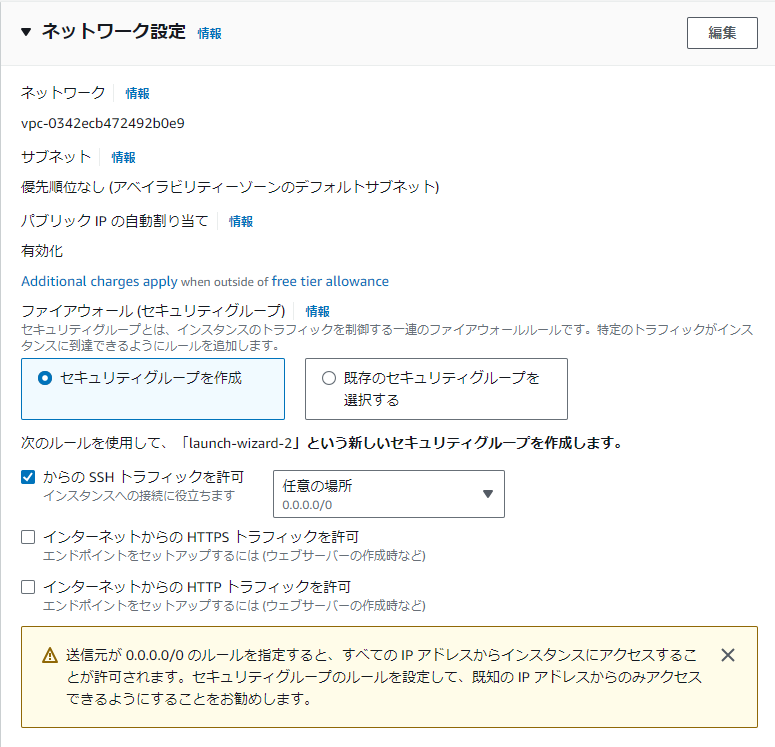 ネットワーク設定 情報
編集
ネットワーク 情報
vpc-0342ecb472492b0e9
サブネット 情報
優先順位なし (アベイラビリティーゾーンのデフォルトサブネット)
パブリック IP の自動割り当て 情報
有効化
Additional charges apply when outside of free tier allowance
ファイアウォール (セキュリティグループ) 情報
セキュリティグループとは、インスタンスのトラフィックを制御する一連のファイアウォールルールです。特定のトラフィックがインス
タンスに到達できるようにルールを追加します。
セキュリティグループを作成
既存のセキュリティグループを
選択する
次のルールを使用して、「launch-wizard-2」という新しいセキュリティグループを作成します。
からの SSH トラフィックを許可
インスタンスへの接続に役立ちます
任意の場所
0.0.0.0/0
インターネットからの HTTPS トラフィックを許可
エンドポイントをセットアップするには (ウェブサーバーの作成時など)
インターネットからの HTTP トラフィックを許可
エンドポイントをセットアップするには (ウェブサーバーの作成時など)
送信元が 0.0.0.0/0 のルールを指定すると、すべての IP アドレスからインスタンスにアクセスするこ
とが許可されます。セキュリティグループのルールを設定して、既知の IP アドレスからのみアクセス
できるようにすることをお勧めします。